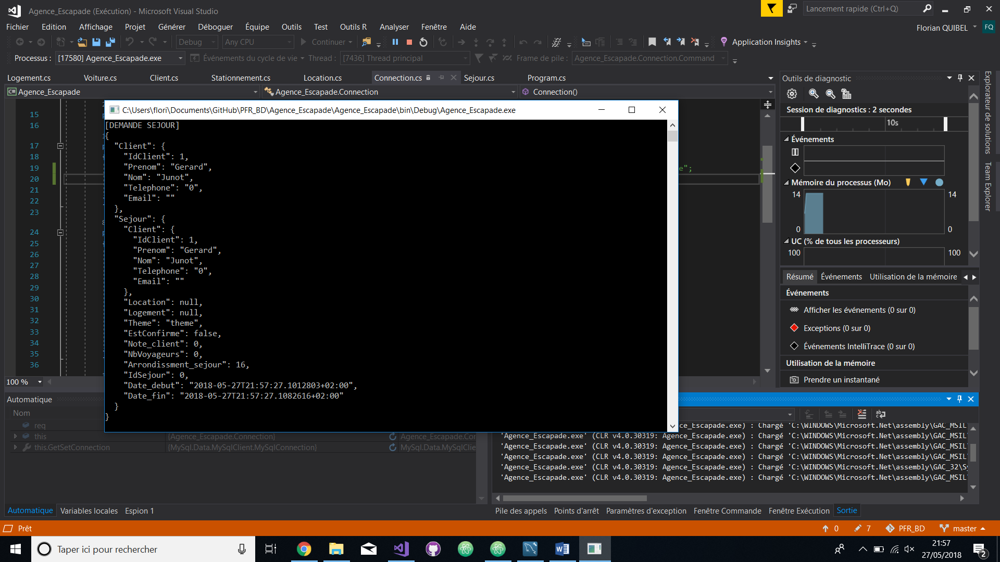 Agence_Escapade (Exécution) - Microsoft Visual Studio
Lancement rapide (Ctrl+Q)
Fichier Edition Affichage Projet Générer Déboguer Équipe Outils Test Outils R Analyser Fenêtre Aide
Florian QUIBEL FQ
Debug Any CPU Continuer Application Insights
Processus : [17580] Agence_Escapade.exe Événements du cycle de vie Thread : [7436] Thread principal Frame de pile : Agence_Escapade.Connection.Command
Logement.cs Voiture.cs Client.cs Stationnement.cs Location.cs Connection.cs Sejour.cs Program.cs
Agence_Escapade Agence_Escapade.Connection Connection()
15
16
17
18
19
20
21
22
23
24
25
26
27
28
29
30
31
32
33
34
35
36
e";
100 %
C:\Users\flori\Documents\GitHub\PFR_BD\Agence_Escapade\Agence_Escapade\bin\Debug\Agence_Escapade.exe
[DEMANDE SEJOUR]
{
"Client": {
"IdClient": 1,
"Prenom": "Gerard",
"Nom": "Junot",
"Telephone": "0",
"Email": ""
},
"Sejour": {
"Client": {
"IdClient": 1,
"Prenom": "Gerard",
"Nom": "Junot",
"Telephone": "0",
"Email": ""
},
"Location": null,
"Logement": null,
"Theme": "theme",
"EstConfirme": false,
"Note_client": 0,
"NbVoyageurs": 0,
"Arrondissment_sejour": 16,
"IdSejour": 0,
"Date_debut": "2018-05-27T21:57:27.1012803+02:00",
"Date_fin": "2018-05-27T21:57:27.1082616+02:00"
}
}
Outils de diagnostic
Session de diagnostics : 2 secondes
10s
Événements
Mémoire du processus (Mo)
14 14
0 0
UC (% de tous les processeurs)
100 100
Résumé Événements Utilisation de la mémoire
Événements
Afficher les événements (0 sur 0)
Exceptions (0 sur 0)
Événements IntelliTrace (0 sur 0)
Utilisation de la mémoire
Prendre un instantané
Explorateur de solutions
Team Explorer
Automatique
Nom
req
this {Agence_Escapade.Connection} Agence_Escapade.Cor
this.GetSetConnection {MySql.Data.MySqlClient.MySqlConnection} MySql.Data.MySqlClie
Automatique Variables locales Espion 1
nce_Escapade.exe) : Chargé 'C:\WINDOWS\Microsoft.Net\assembly\GAC_MSIL
'Agence_Escapade.exe' (CLR v4.0.30319: Agence_Escapade.exe) : Chargé 'C:\WINDOWS\Microsoft.Net\assembly\GAC_MSIL
'Agence_Escapade.exe' (CLR v4.0.30319: Agence_Escapade.exe) : Chargé 'C:\WINDOWS\Microsoft.Net\assembly\GAC_MSIL
'Agence_Escapade.exe' (CLR v4.0.30319: Agence_Escapade.exe) : Chargé 'C:\WINDOWS\Microsoft.Net\assembly\GAC_MSIL
'Agence_Escapade.exe' (CLR v4.0.30319: Agence_Escapade.exe) : Chargé 'C:\WINDOWS\Microsoft.Net\assembly\GAC_32\Sy
'Agence_Escapade.exe' (CLR v4.0.30319: Agence_Escapade.exe) : Chargé 'C:\WINDOWS\Microsoft.Net\assembly\GAC_MSIL
Pile des appels Points d'arrêt Paramètres d'exception Fenêtre Commande Fenêtre Exécution Sortie
Prêt 0 7 PFR_BD master
Taper ici pour rechercher
21:57
27/05/2018
2